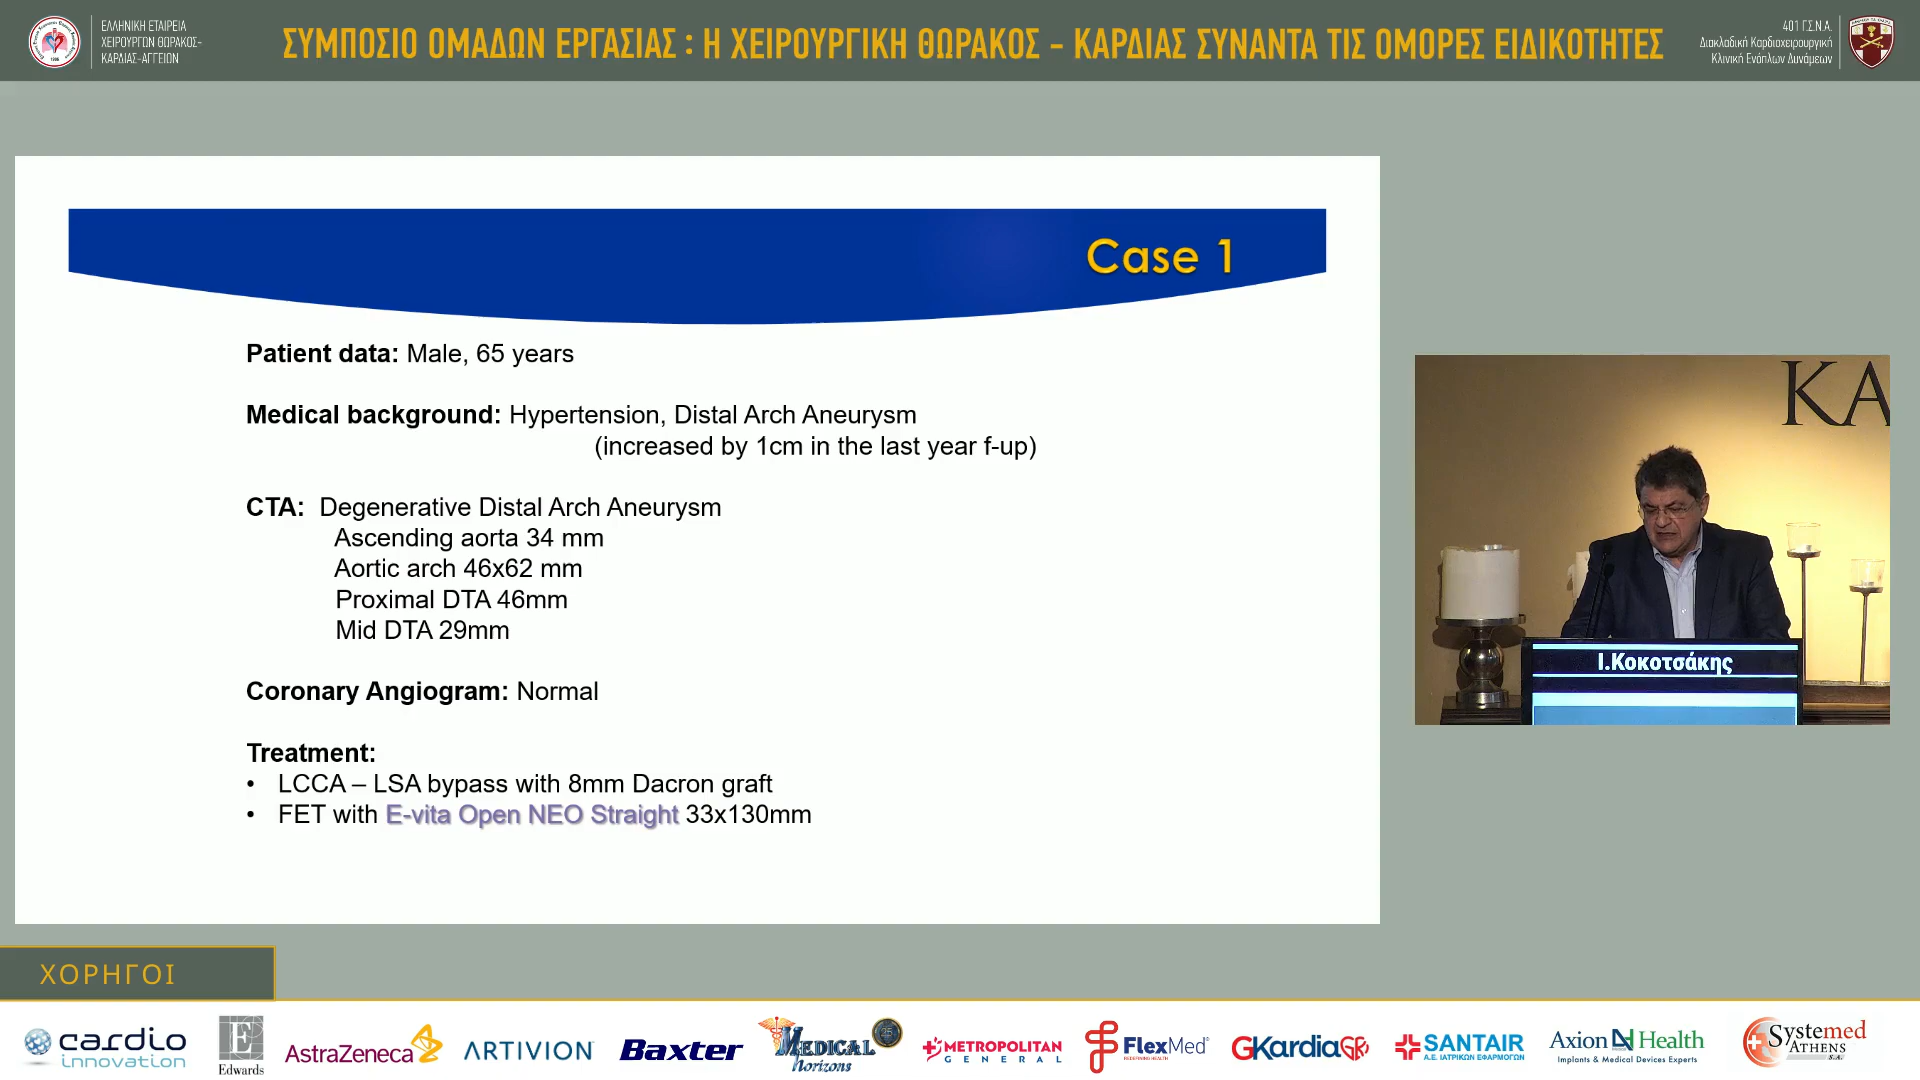 ΕΛΛΗΝΙΚΗ ΕΤΑΙΡΕΙΑ
ΧΕΙΡΟΥΡΓΩΝ ΘΩΡΑΚΟΣ-
ΚΑΡΔΙΑΣ-ΑΓΓΕΙΩΝ
ΣΥΜΠΟΣΙΟ ΟΜΑΔΩΝ ΕΡΓΑΣΙΑΣ : Η ΧΕΙΡΟΥΡΓΙΚΗ ΘΩΡΑΚΟΣ - ΚΑΡΔΙΑΣ ΣΥΝΑΝΤΑ ΤΙΣ ΟΜΟΡΕΣ ΕΙΔΙΚΟΤΗΤΕΣ
401 Γ.Σ.Ν.Α.
Διακλαδική Καρδιοχειρουργική
Κλινική Ενόπλων Δυνάμεων
Case 1
Patient data: Male, 65 years
Medical background: Hypertension, Distal Arch Aneurysm
(increased by 1cm in the last year f-up)
CTA: Degenerative Distal Arch Aneurysm
Ascending aorta 34 mm
Aortic arch 46x62 mm
Proximal DTA 46mm
Mid DTA 29mm
Coronary Angiogram: Normal
Treatment:
• LCCA – LSA bypass with 8mm Dacron graft
• FET with E-vita Open NEO Straight 33x130mm
KA
Ι.Κοκοτσάκης
ΧΟΡΗΓΟΙ
cardio
innovation
E
Edwards
AstraZeneca
ARTIVION
Baxter
MEDICAL
Horizons
METROPOLITAN
GENERAL
FlexMed
GKardia
SANTAIR
Α.Ε. ΙΑΤΡΙΚΩΝ ΕΦΑΡΜΟΓΩΝ
Axion Health
Implants & Medical Devices Experts
Systemed
ATHENS
S.A.